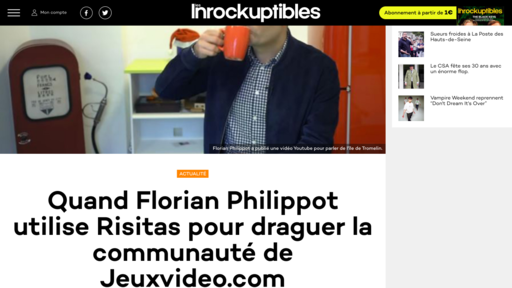 Mon compte
les
Inrockuptibles
Abonnement à partir de 1€
Inrockuptibles
Florian Philippot a publié une vidéo Youtube pour parler de l'île de Tromelin.
Sueurs froides à La Poste des
Hauts-de-Seine
Le CSA fête ses 30 ans avec
un énorme flop.
Vampire Weekend reprennent
"Don't Dream It's Over"
ACTUALITÉ
Quand Florian Philippot
utilise Risitas pour draguer la
communauté de
Jeuxvideo.com